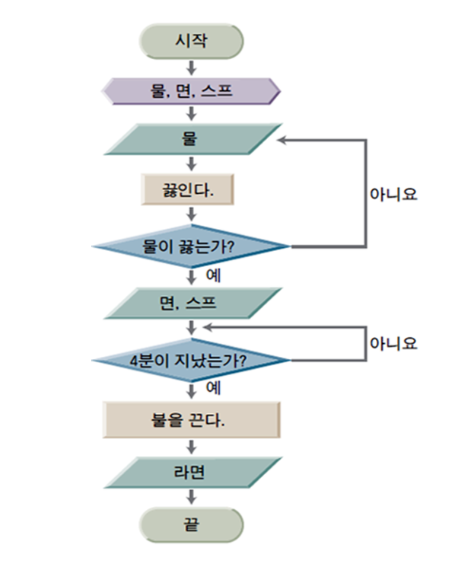 시작
물, 면, 스프
물
끓인다.
아니요
물이 끓는가?
예
면, 스프
아니요
4분이 지났는가?
예
불을 끈다.
라면
끝